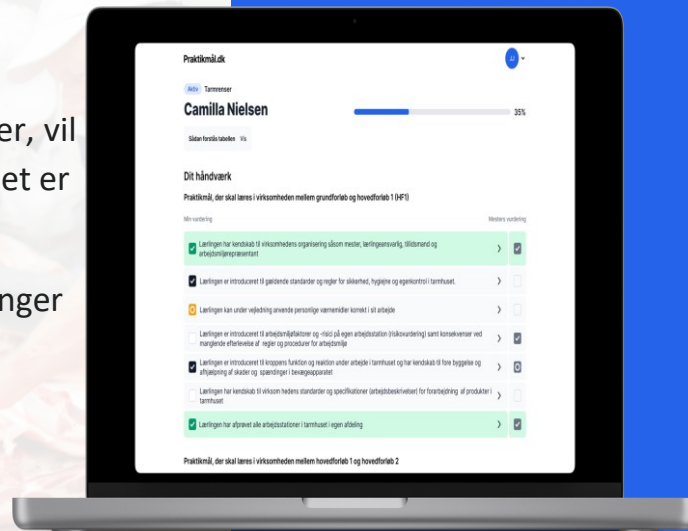 er, vil
et er
nger
Praktikmål.dk
JJ
Aktiv Tarmrenser
Camilla Nielsen
35%
Sådan forstås tabellen Vis
Dit håndværk
Praktikmål, der skal læres i virksomheden mellem grundforløb og hovedforløb 1 (HF1)
Min vurdering
Mesters vurdering
Lærlingen har kendskab til virksomhedens organisering såsom mester, lærlingeansvarlig, tillidsmand og
arbejdsmiljørepræsentant
Lærlingen er introduceret til gældende standarder og regler for sikkerhed, hygiejne og egenkontrol i tarmhuset.
Lærlingen kan under vejledning anvende personlige værnemidler korrekt i sit arbejde
Lærlingen er introduceret til arbejdsmiljøfaktorer og -risici på egen arbejdsstation (risikovurdering) samt konsekvenser ved
manglende efterlevelse af regler og procedurer for arbejdsmiljø
Lærlingen er introduceret til kroppens funktion og reaktion under arbejde i tarmhuset og har kendskab til fore byggelse og
afhjælpning af skader og spændinger i bevægeapparatet
Lærlingen har kendskab til virksom hedens standarder og specifikationer (arbejdsbeskrivelser) for forarbejdning af produkter i
tarmhuset
Lærlingen har afprøvet alle arbejdsstationer i tarmhuset i egen afdeling
Praktikmål, der skal læres i virksomheden mellem hovedforløb 1 og hovedforløb 2